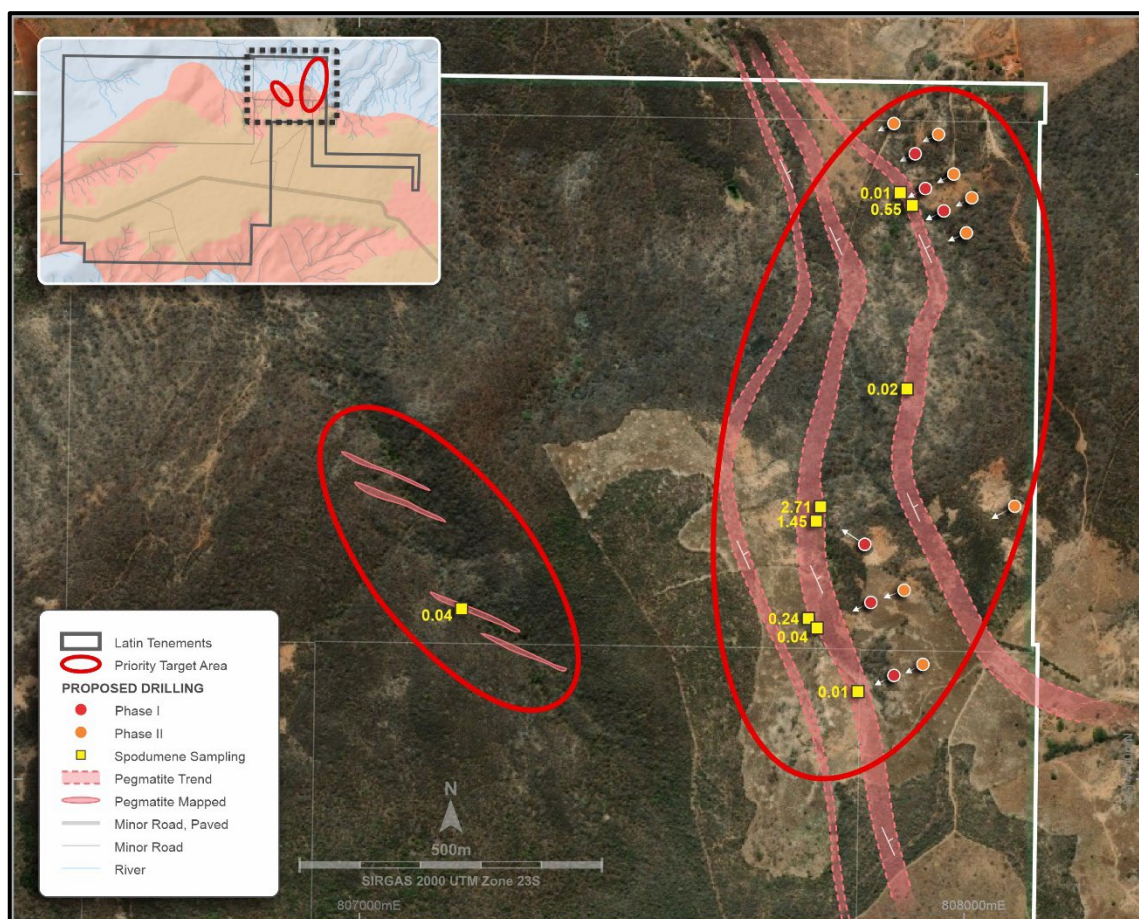 0.01
0.55
0.02
2.71
1.45
0.24
0.04
0.04
0.01
Latin Tenements
Priority Target Area
PROPOSED DRILLING
Phase I
Phase II
Spodumene Sampling
Pegmatite Trend
Pegmatite Mapped
Minor Road, Paved
Minor Road
River
N
500m
SIRGAS 2000 UTM Zone 23S
807000mE
808000mE